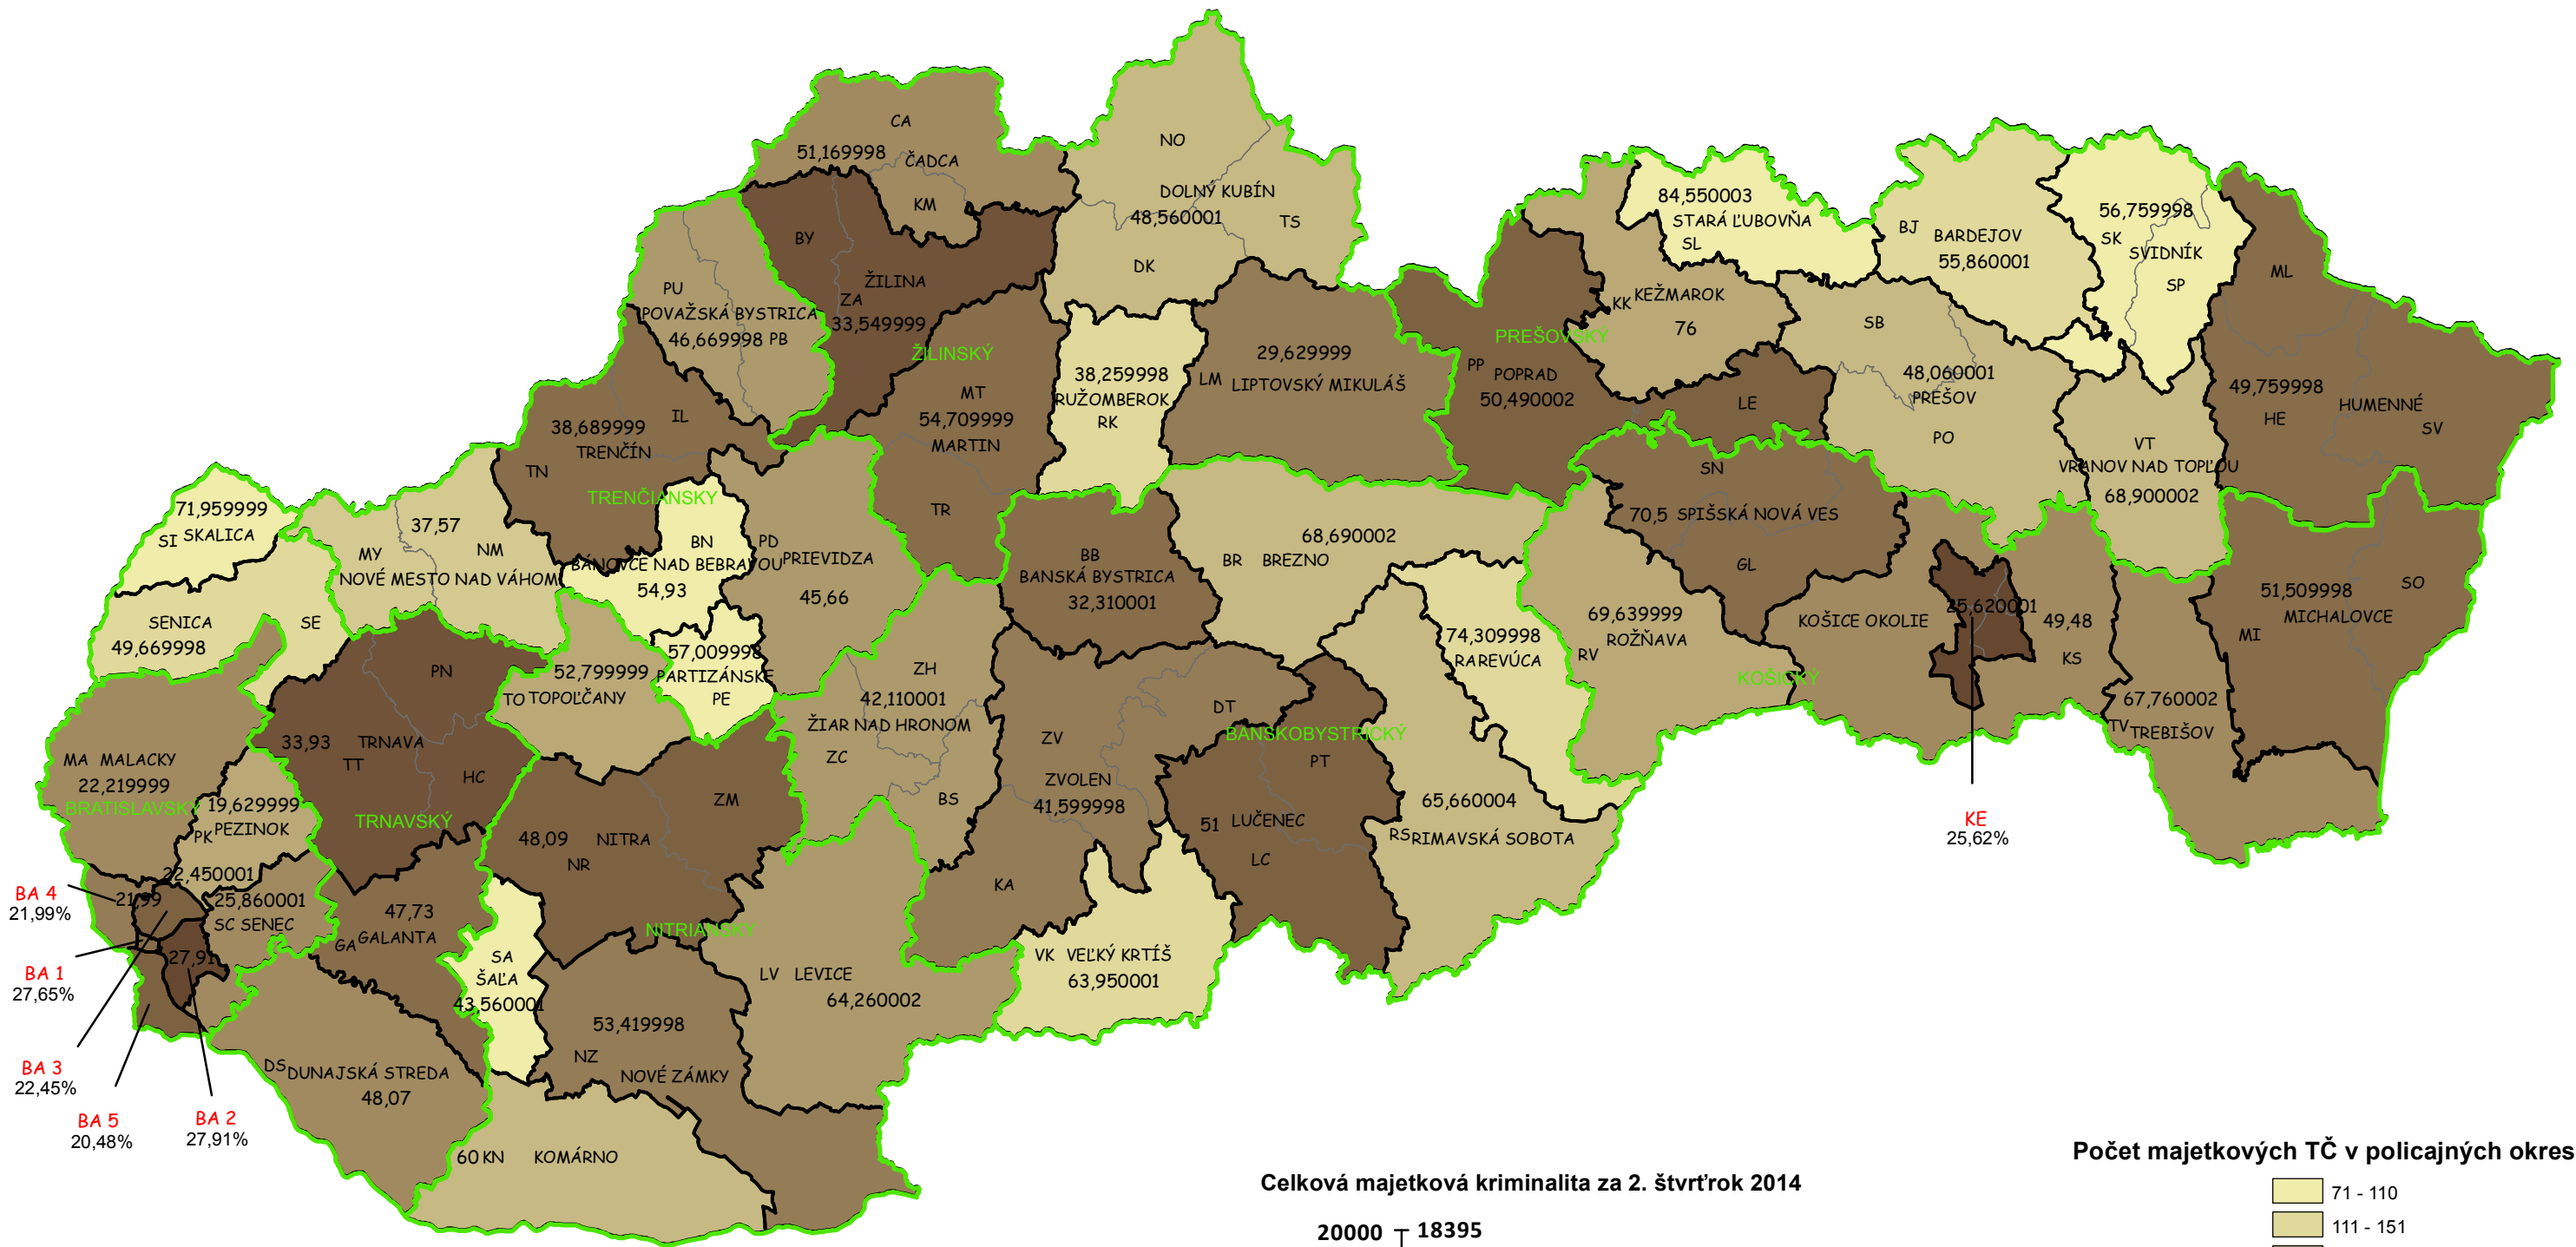 CA
51,169998
ČADCA
KM
NO
DOLNÝ KUBÍN
48,560001
TS
DK
BY
ŽILINA
ZA
33,549999
ŽILINSKÝ
PU
POVAŽSKÁ BYSTRICA
46,669998 PB
MT
54,709999
MARTIN
TR
38,259998
RUŽOMBEROK
RK
29,629999
LM
LIPTOVSKÝ MIKULÁŠ
PREŠOVSKÝ
PP
POPRAD
50,490002
LE
KK
KEŽMAROK
76
84,550003
STARÁ ĽUBOVŇA
SL
BJ
BARDEJOV
55,860001
56,759998
SK
SVIDNÍK
SP
ML
SB
48,060001
PREŠOV
PO
49,759998
HUMENNÉ
HE
SV
VT
VRANOV NAD TOPĽOU
68,900002
IL
38,689999
TRENČÍN
TN
TRENČIANSKY
71,959999
SI SKALICA
MY
37,57
NM
NOVÉ MESTO NAD VÁHOM
BN
BÁNOVCE NAD BEBRAVOU
54,93
PD
PRIEVIDZA
45,66
SENICA
49,669998
SE
57,009998
PARTIZÁNSKE
PE
52,799999
TO TOPOĽČANY
BB
BANSKÁ BYSTRICA
32,310001
68,690002
BR BREZNO
SN
70,5 SPIŠSKÁ NOVÁ VES
GL
69,639999
ROŽŇAVA
RV
74,309998
RA REVÚCA
KOŠICE OKOLIE
25,620001
49,48
KS
KOŠICKÝ
51,509998
SO
MICHALOVCE
MI
67,760002
TV TREBIŠOV
KE
25,62%
PN
33,93
TRNAVA
TT
HC
TRNAVSKÝ
MA MALACKY
22,219999
BRATISLAVSKÝ
19,629999
PEZINOK
PK
22,450001
21,99
25,860001
SC SENEC
27,91
BA 4
21,99%
BA 1
27,65%
BA 3
22,45%
BA 5
20,48%
BA 2
27,91%
47,73
GA GALANTA
DS DUNAJSKÁ STREDA
48,07
ZH
42,110001
ŽIAR NAD HRONOM
ZC
BS
ZM
48,09 NITRA
NR
NITRIANSKY
SA
ŠAĽA
43,560001
53,419998
NZ
NOVÉ ZÁMKY
60 KN KOMÁRNO
LV LEVICE
64,260002
DT
ZV
ZVOLEN
41,599998
KA
BANSKOBYSTRICKÝ
PT
51 LUČENEC
LC
65,660004
RS RIMAVSKÁ SOBOTA
VK VEĽKÝ KRTÍŠ
63,950001
Celková majetková kriminalita za 2. štvrťrok 2014
20000 18395
Počet majetkových TČ v policajných okres
71 - 110
111 - 151